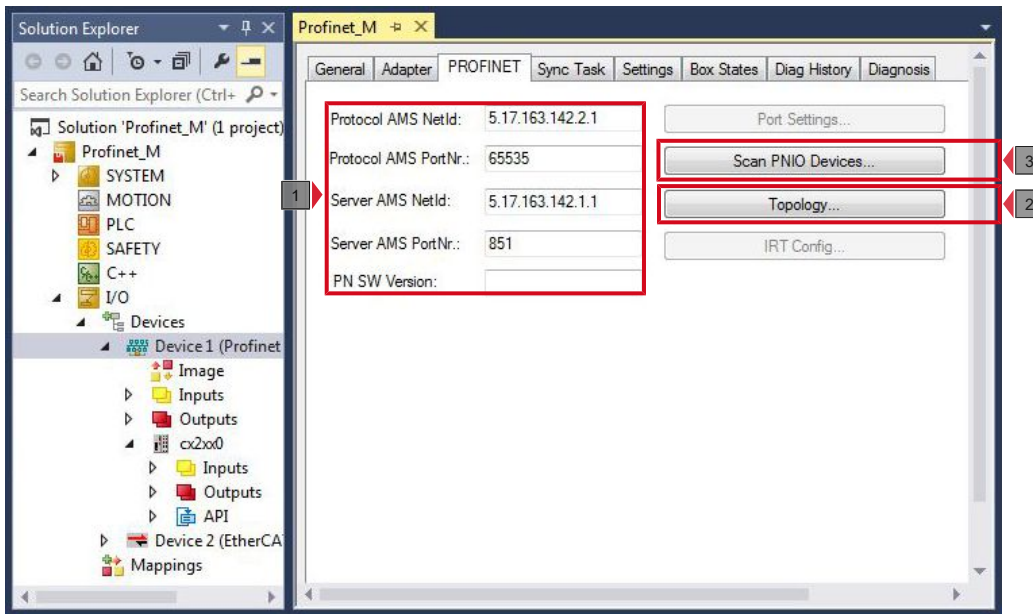 Solution Explorer
Search Solution Explorer (Ctrl+
Solution 'Profinet_M' (1 project)
Profinet_M
SYSTEM
MOTION
PLC
SAFETY
C++
I/O
Devices
Device 1 (Profinet
Image
Inputs
Outputs
cx2xx0
Inputs
Outputs
API
Device 2 (EtherCA
Mappings
Profinet_M
General Adapter PROFINET Sync Task Settings Box States Diag History Diagnosis
Protocol AMS NetId: 5.17.163.142.2.1 Port Settings...
Protocol AMS PortNr.: 65535 Scan PNIO Devices... 3
1 Server AMS NetId: 5.17.163.142.1.1 Topology... 2
Server AMS PortNr.: 851 IRT Config...
PN SW Version: